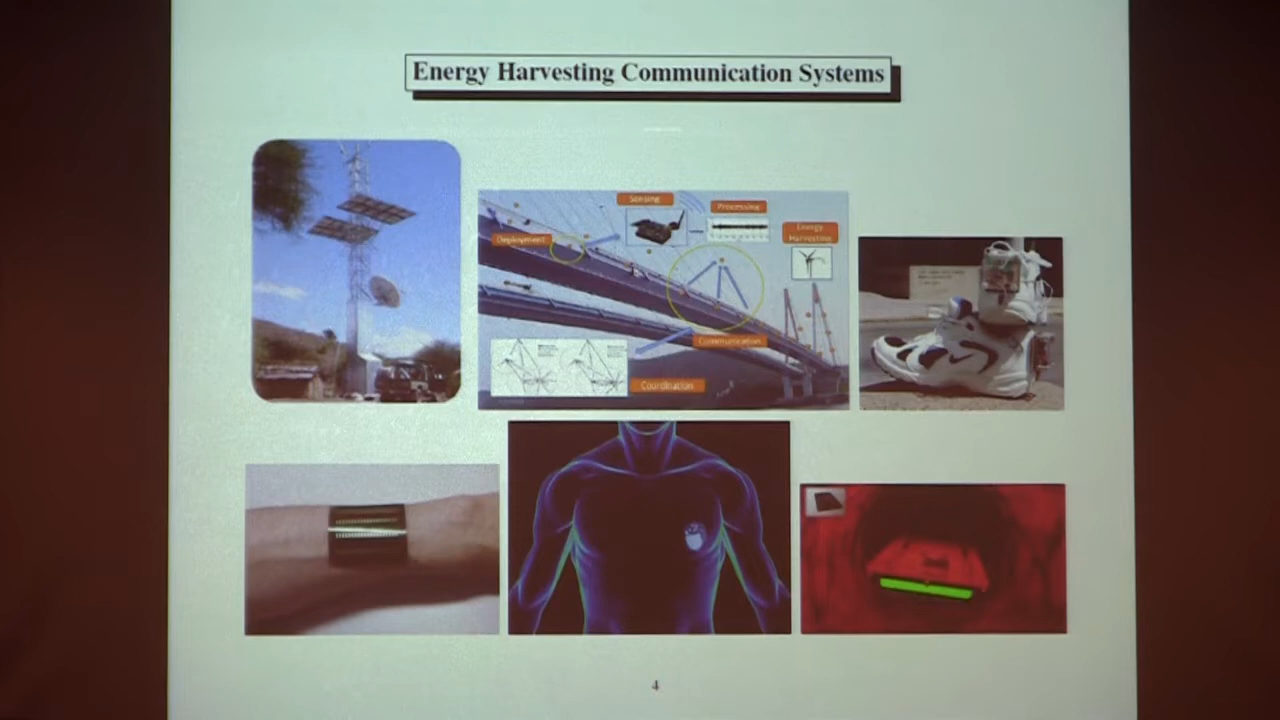 Energy Harvesting Communication Systems
Sensing
Processing
Energy
Harvesting
Deployment
Communication
Coordination
4